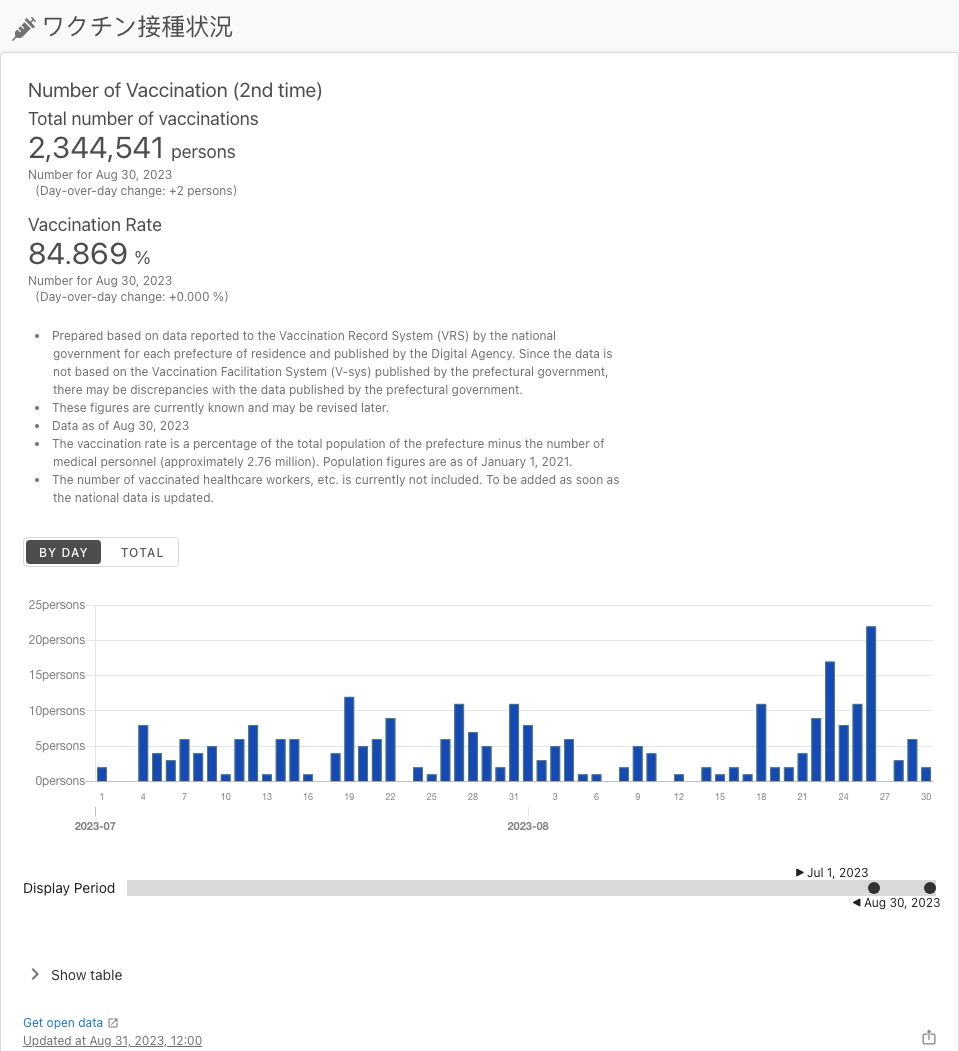 ワクチン接種状況
Number of Vaccination (2nd time)
Total number of vaccinations
2,344,541 persons
Number for Aug 30, 2023
(Day-over-day change: +2 persons)
Vaccination Rate
84.869 %
Number for Aug 30, 2023
(Day-over-day change: +0.000 %)
• Prepared based on data reported to the Vaccination Record System (VRS) by the national
government for each prefecture of residence and published by the Digital Agency. Since the data is
not based on the Vaccination Facilitation System (V-sys) published by the prefectural government,
there may be discrepancies with the data published by the prefectural government.
• These figures are currently known and may be revised later.
• Data as of Aug 30, 2023
• The vaccination rate is a percentage of the total population of the prefecture minus the number of
medical personnel (approximately 2.76 million). Population figures are as of January 1, 2021.
• The number of vaccinated healthcare workers, etc. is currently not included. To be added as soon as
the national data is updated.
BY DAY TOTAL
25persons
20persons
15persons
10persons
5persons
0persons
1 4 7 10 13 16 19 22 25 28 31 3 6 9 12 15 18 21 24 27 30
2023-07 2023-08
▶ Jul 1, 2023
Display Period
◀ Aug 30, 2023
Show table
Get open data
Updated at Aug 31, 2023, 12:00